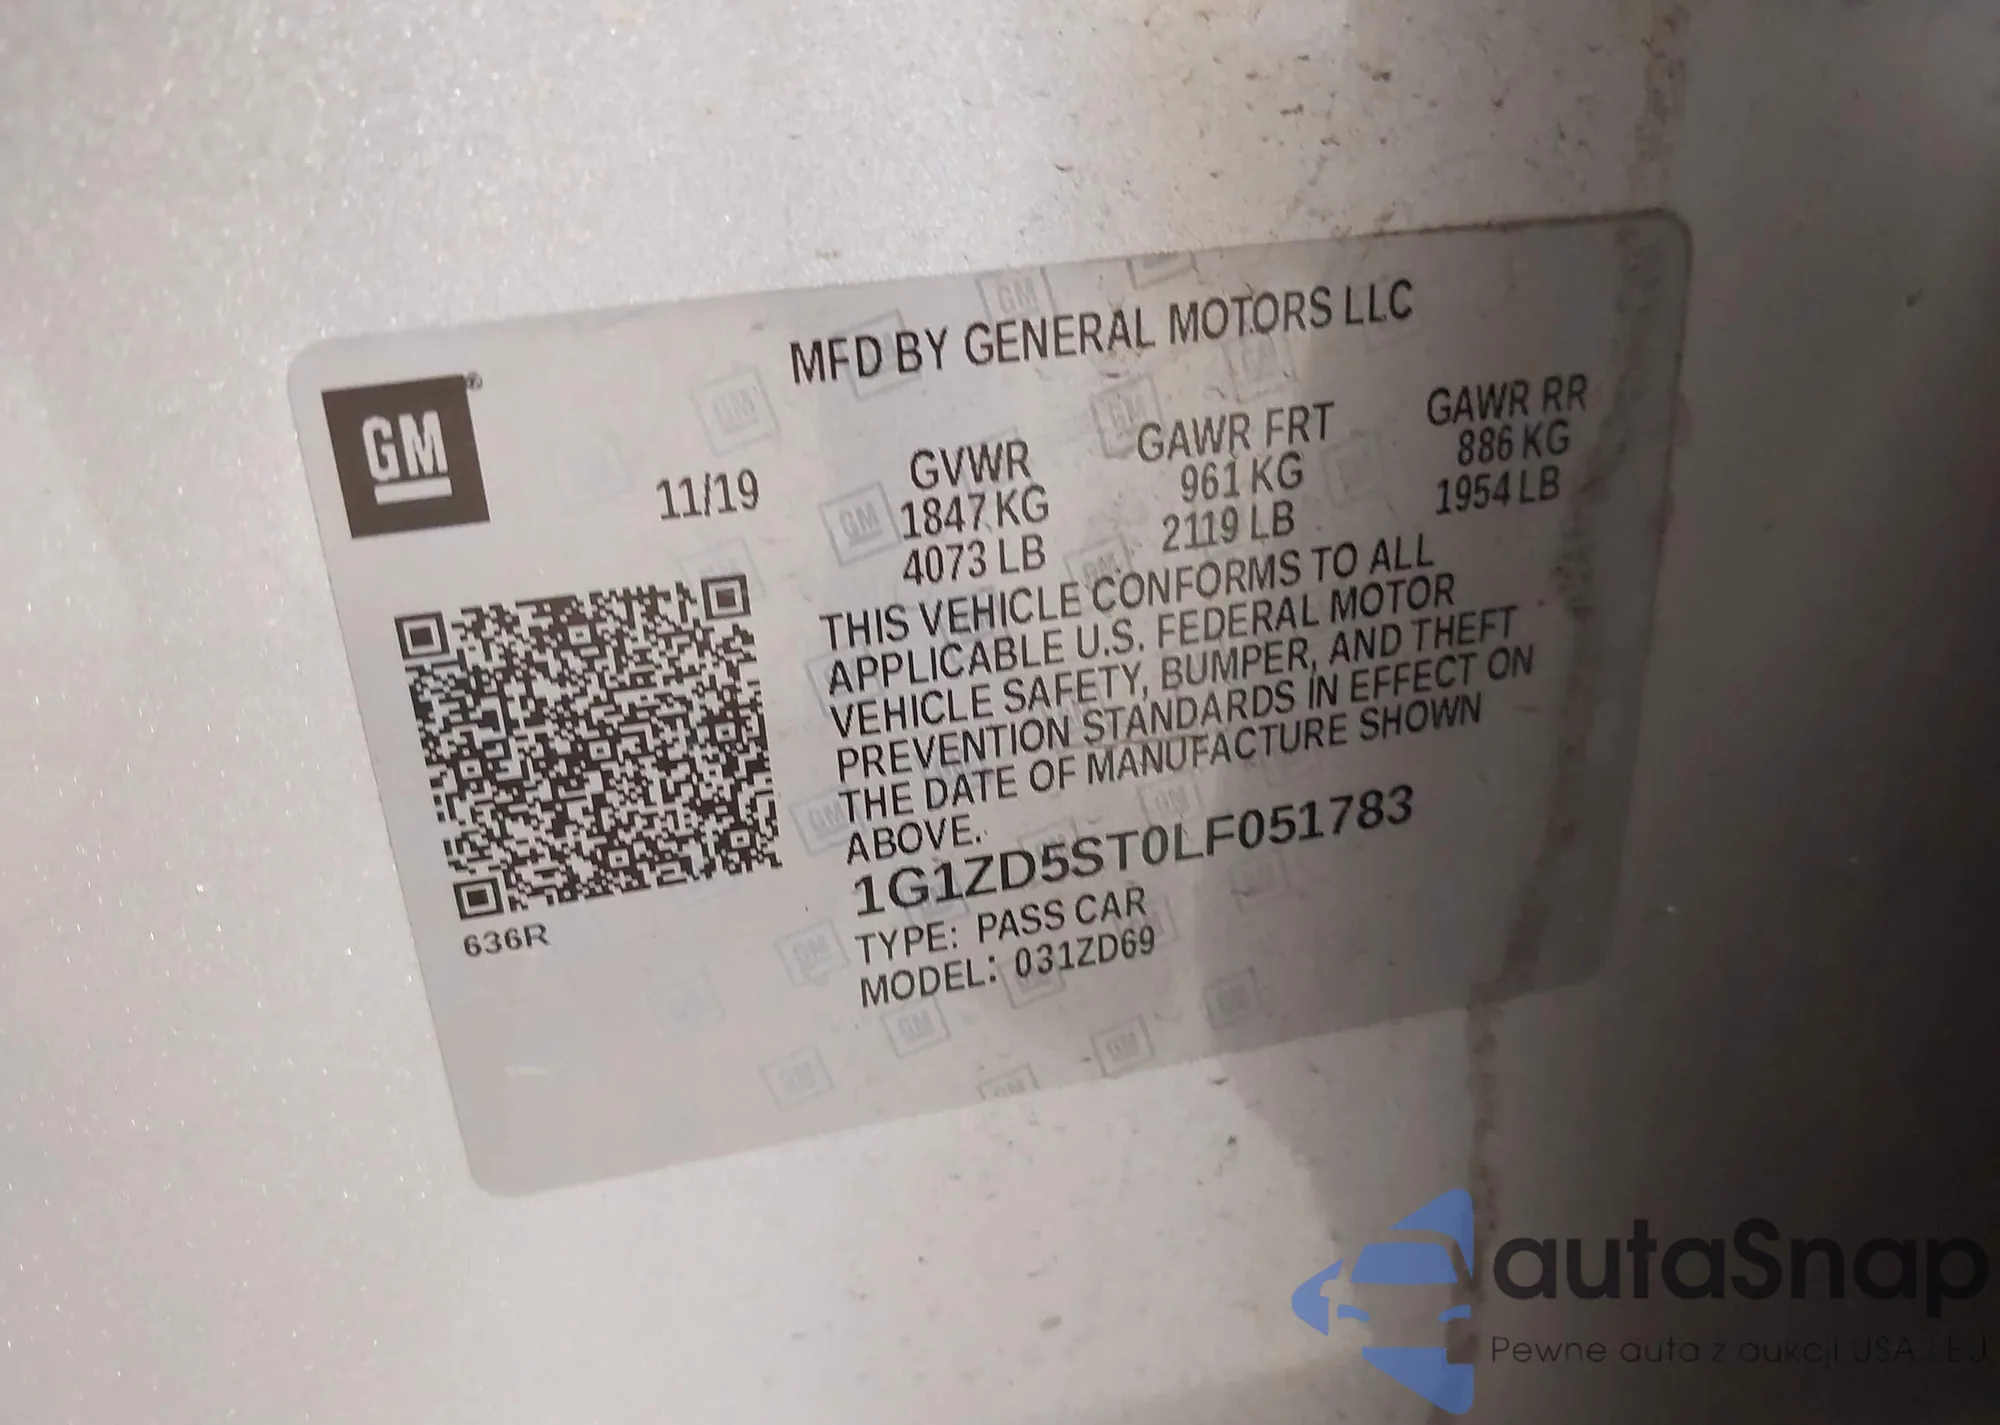 MFD BY GENERAL MOTORS LLC
GM
11/19
GVWR
1847 KG
4073 LB
GAWR FRT
961 KG
2119 LB
GAWR RR
886 KG
1954 LB
THIS VEHICLE CONFORMS TO ALL
APPLICABLE U.S. FEDERAL MOTOR
VEHICLE SAFETY, BUMPER, AND THEFT
PREVENTION STANDARDS IN EFFECT ON
THE DATE OF MANUFACTURE SHOWN
ABOVE.
1G1ZD5ST0LF051783
TYPE: PASS CAR
MODEL: 031ZD69
636R
autaSnap
Pewne auta z aukcji USA i EJ